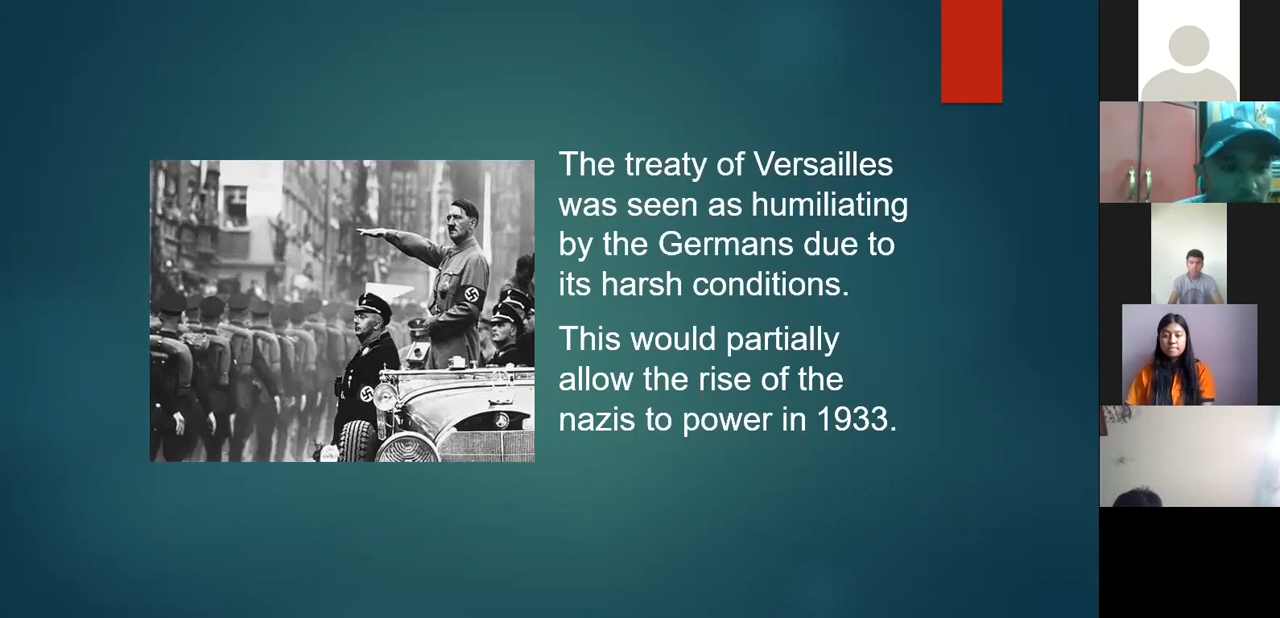 The treaty of Versailles
was seen as humiliating
by the Germans due to
its harsh conditions.
This would partially
allow the rise of the
nazis to power in 1933.